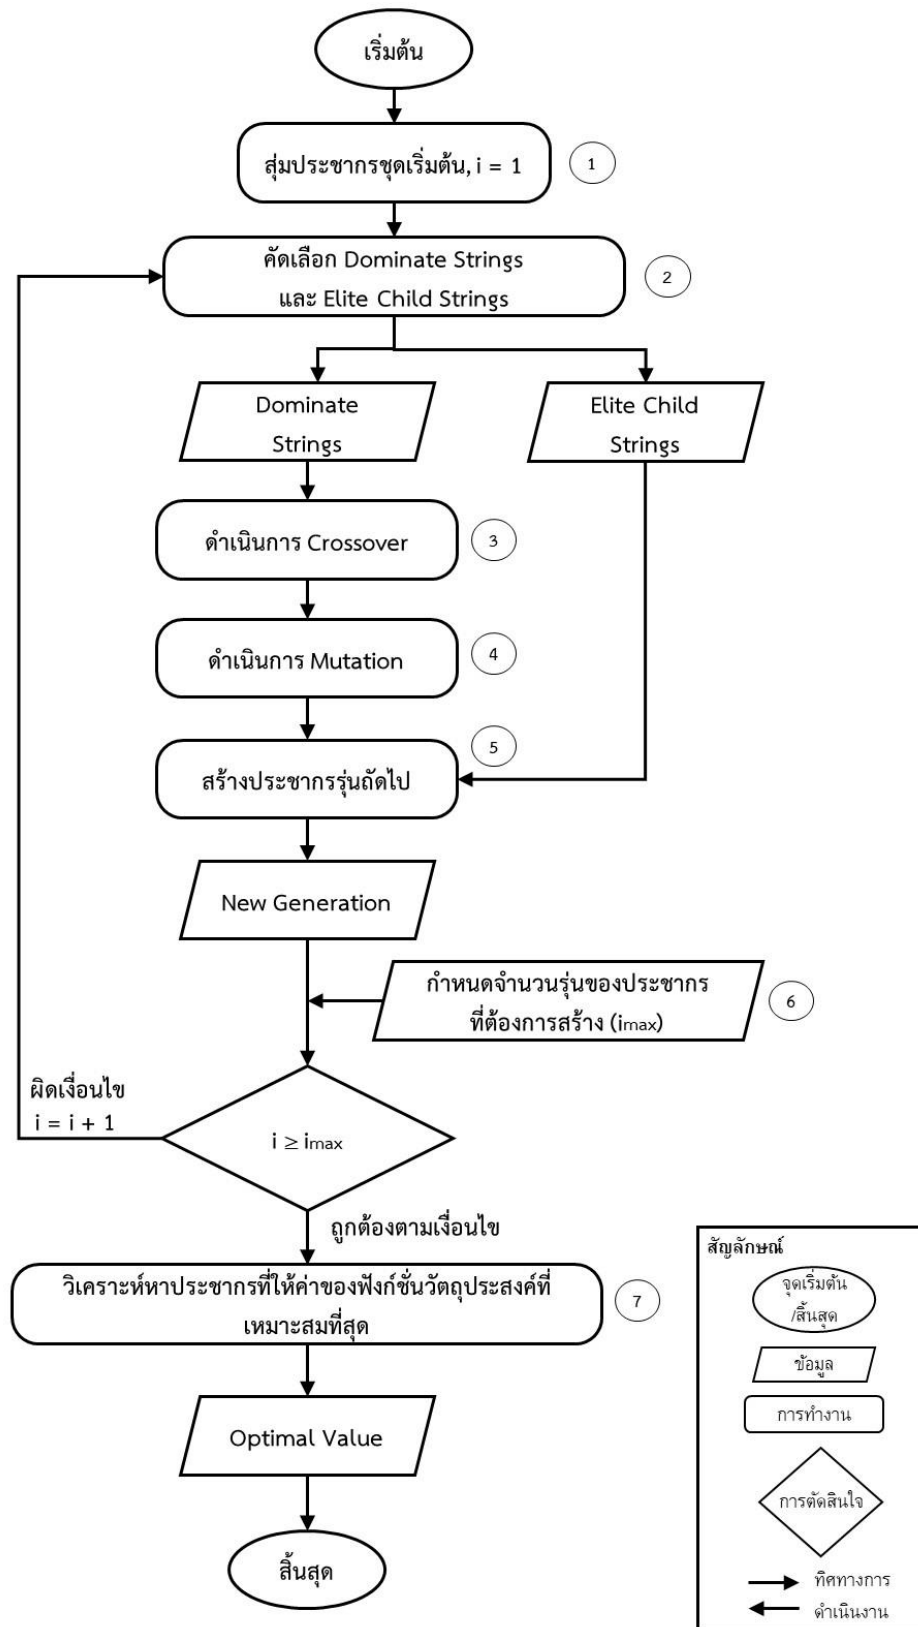 เริ่มต้น
สุ่มประชากรชุดเริ่มต้น, i = 1
1
คัดเลือก Dominate Strings
และ Elite Child Strings
2
Dominate
Strings
Elite Child
Strings
ดำเนินการ Crossover
3
ดำเนินการ Mutation
4
5
สร้างประชากรรุ่นถัดไป
New Generation
กำหนดจำนวนรุ่นของประชากร
ที่ต้องการสร้าง (imax)
6
ผิดเงื่อนไข
i = i + 1
i ≥ imax
ถูกต้องตามเงื่อนไข
วิเคราะห์หาประชากรที่ให้ค่าของฟังก์ชั่นวัตถุประสงค์ที่
เหมาะสมที่สุด
7
Optimal Value
สิ้นสุด
สัญลักษณ์
จุดเริ่มต้น
/สิ้นสุด
ข้อมูล
การทำงาน
การตัดสินใจ
ทิศทางการ
ดำเนินงาน